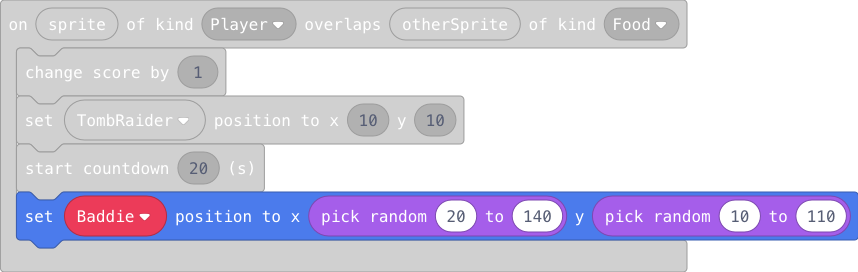 on sprite of kind Player overlaps otherSprite of kind Food
change score by 1
set TombRaider position to x 10 y 10
start countdown 20 (s)
set Baddie position to x pick random 20 to 140 y pick random 10 to 110